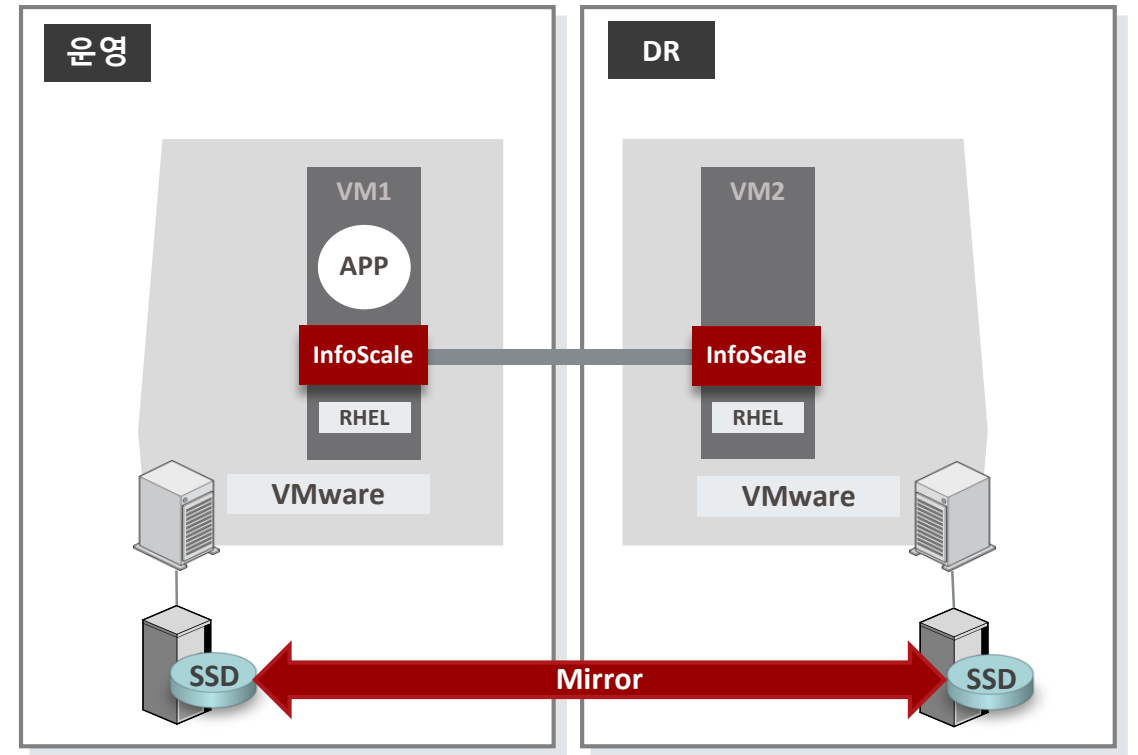 운영
DR
VM1
VM2
APP
InfoScale
InfoScale
RHEL
RHEL
VMware
VMware
SSD
Mirror
SSD